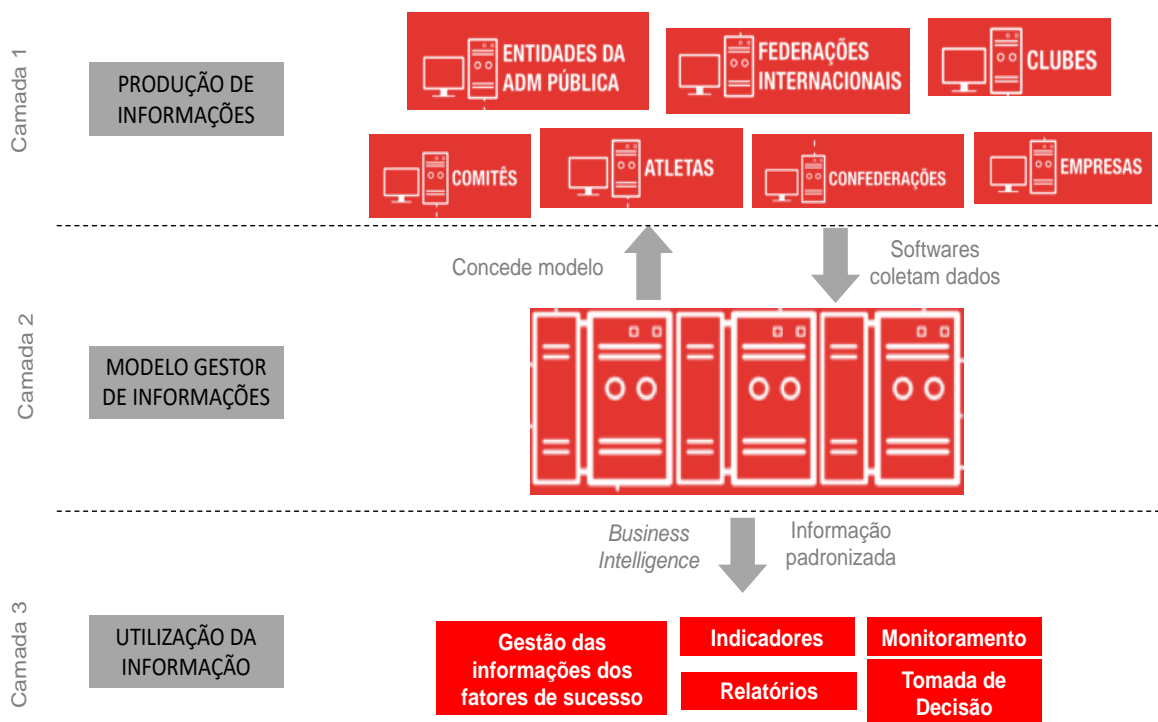 Camada 1
PRODUÇÃO DE
INFORMAÇÕES
ENTIDADES DA
ADM PÚBLICA
FEDERAÇÕES
INTERNACIONAIS
CLUBES
COMITÊS
ATLETAS
CONFEDERAÇÕES
EMPRESAS
Concede modelo
Softwares
coletam dados
Camada 2
MODELO GESTOR
DE INFORMAÇÕES
Business
Intelligence
Informação
padronizada
Camada 3
UTILIZAÇÃO DA
INFORMAÇÃO
Gestão das
informações dos
fatores de sucesso
Indicadores
Relatórios
Monitoramento
Tomada de
Decisão